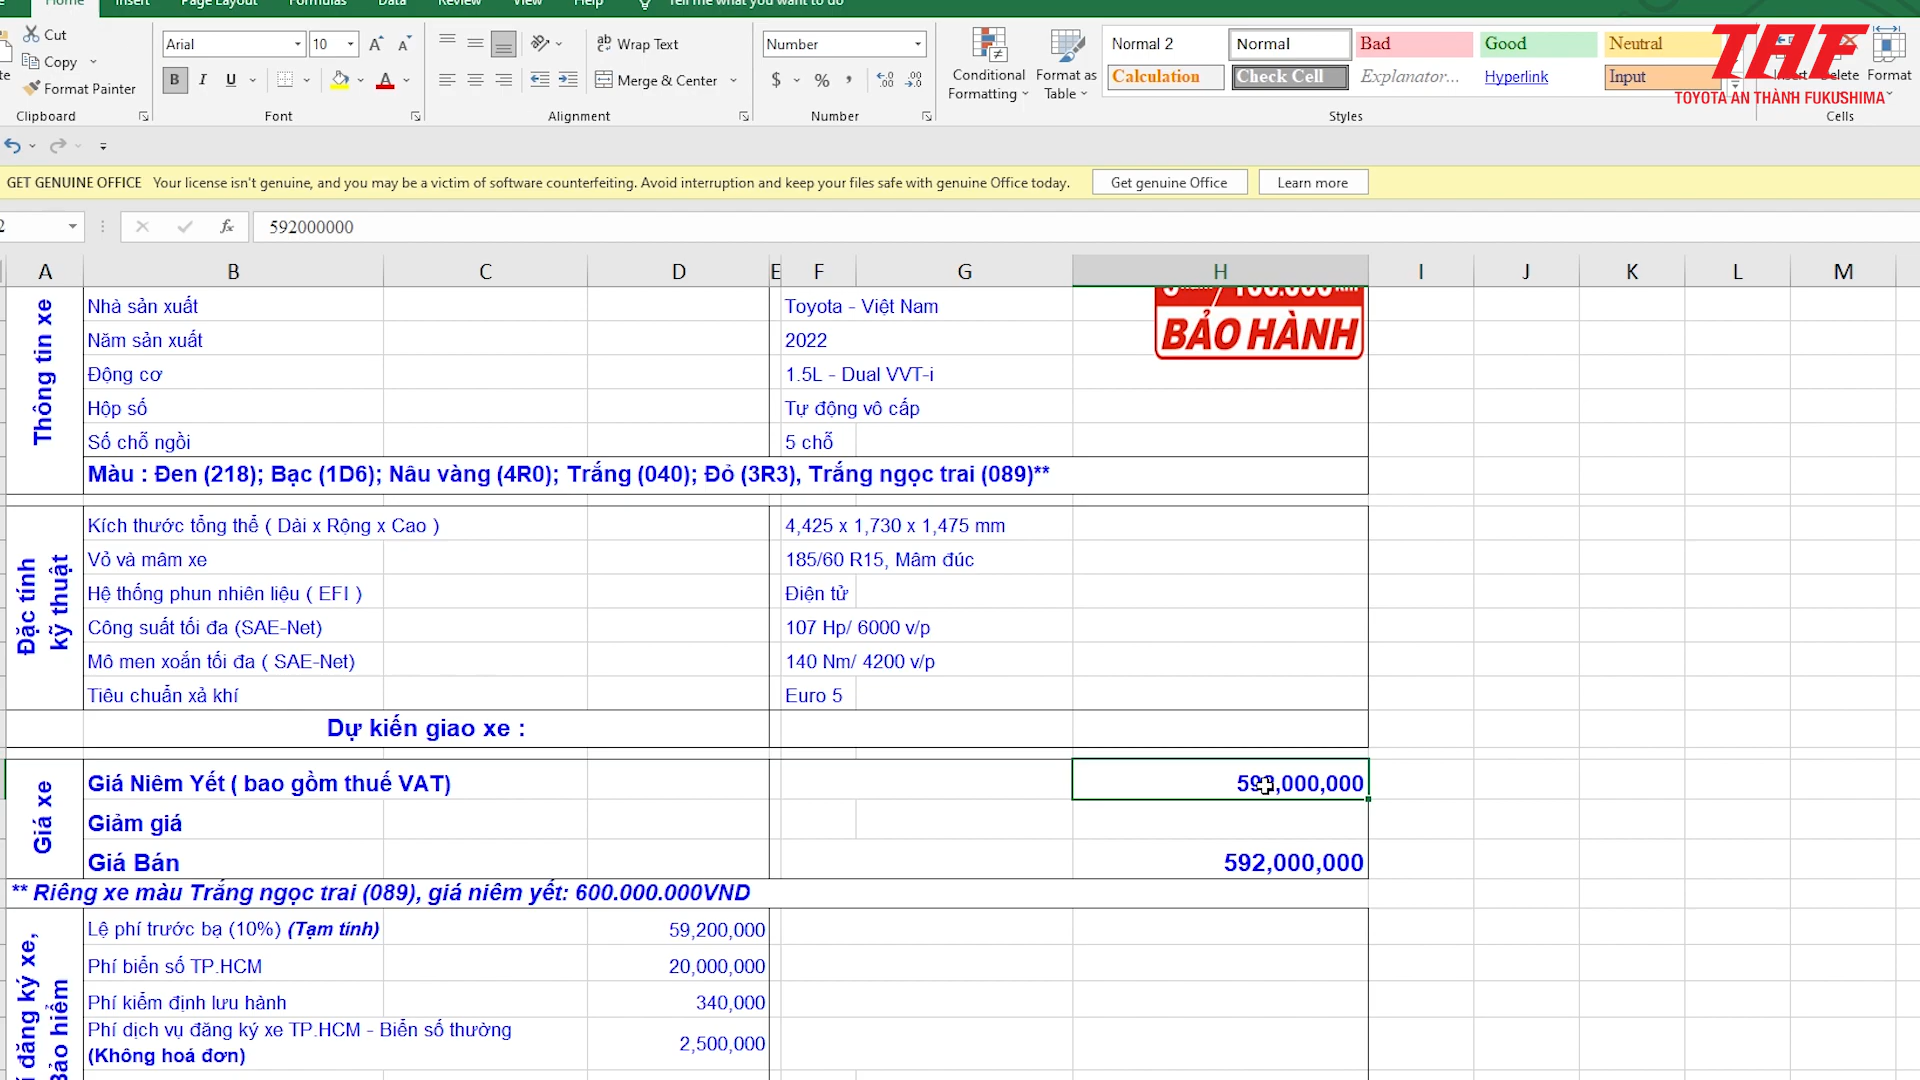 Home Insert Page Layout Formulas Data Review View Help Tell me what you want to do
Cut
Copy
Format Painter
Clipboard
Arial 10
B I U
Font
Wrap Text
Merge & Center
Alignment
Number
$ % ,
Number
Conditional Formatting
Format as Table
Normal 2 Normal Bad Good Neutral
Calculation Check Cell Explanator... Hyperlink Input
Styles
Insert Delete Format
Cells
TAF
TOYOTA AN THÀNH FUKUSHIMA
GET GENUINE OFFICE Your license isn't genuine, and you may be a victim of software counterfeiting. Avoid interruption and keep your files safe with genuine Office today. Get genuine Office Learn more
fx 592000000
A B C D E F G H I J K L M
Thông tin xe
Nhà sản xuất Toyota - Việt Nam
BẢO HÀNH
Năm sản xuất 2022
Động cơ 1.5L - Dual VVT-i
Hộp số Tự động vô cấp
Số chỗ ngồi 5 chỗ
Màu : Đen (218); Bạc (1D6); Nâu vàng (4R0); Trắng (040); Đỏ (3R3), Trắng ngọc trai (089)**
Đặc tính
kỹ thuật
Kích thước tổng thể ( Dài x Rộng x Cao ) 4,425 x 1,730 x 1,475 mm
Vỏ và mâm xe 185/60 R15, Mâm đúc
Hệ thống phun nhiên liệu ( EFI ) Điện tử
Công suất tối đa (SAE-Net) 107 Hp/ 6000 v/p
Mô men xoắn tối đa ( SAE-Net) 140 Nm/ 4200 v/p
Tiêu chuẩn xả khí Euro 5
Dự kiến giao xe :
Giá xe
Giá Niêm Yết ( bao gồm thuế VAT) 592,000,000
Giảm giá
Giá Bán 592,000,000
** Riêng xe màu Trắng ngọc trai (089), giá niêm yết: 600.000.000VND
đăng ký xe,
Bảo hiểm
Lệ phí trước bạ (10%) (Tạm tính) 59,200,000
Phí biển số TP.HCM 20,000,000
Phí kiểm định lưu hành 340,000
Phí dịch vụ đăng ký xe TP.HCM - Biển số thường
(Không hoá đơn) 2,500,000